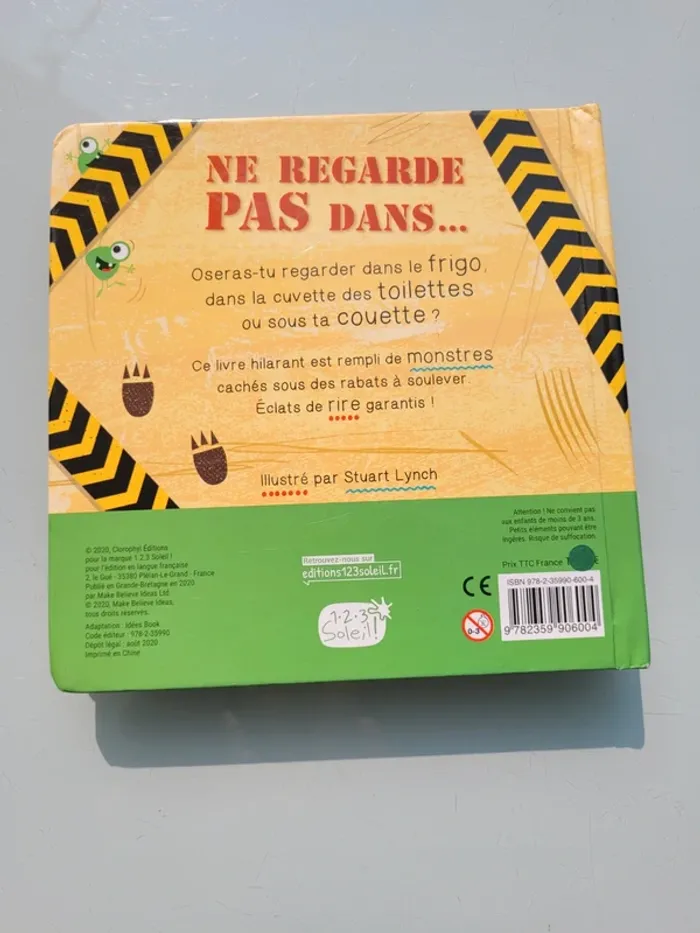 NE REGARDE
PAS DANS...
Oseras-tu regarder dans le frigo,
dans la cuvette des toilettes
ou sous ta couette ?
Ce livre hilarant est rempli de monstres
cachés sous des rabats à soulever.
Éclats de rire garantis !
Illustré par Stuart Lynch
© 2020, Clorophyl Éditions
pour la marque 1.2.3 Soleil !
pour l'édition en langue française
2, le Gué - 35380 Plélan-Le-Grand - France
Publié en Grande-Bretagne en 2020
par Make Believe Ideas Ltd.
© 2020, Make Believe Ideas,
tous droits réservés.
Adaptation : Idées Book
Code éditeur : 978-2-35990
Dépôt légal : août 2020
Imprimé en Chine
Retrouvez-nous sur
editions123soleil.fr
1.2.3
Soleil!
Attention ! Ne convient pas
aux enfants de moins de 3 ans.
Petits éléments pouvant être
ingérés. Risque de suffocation.
Prix TTC France
CE
0-3
ISBN 978-2-35990-600-4
9 782359 906004